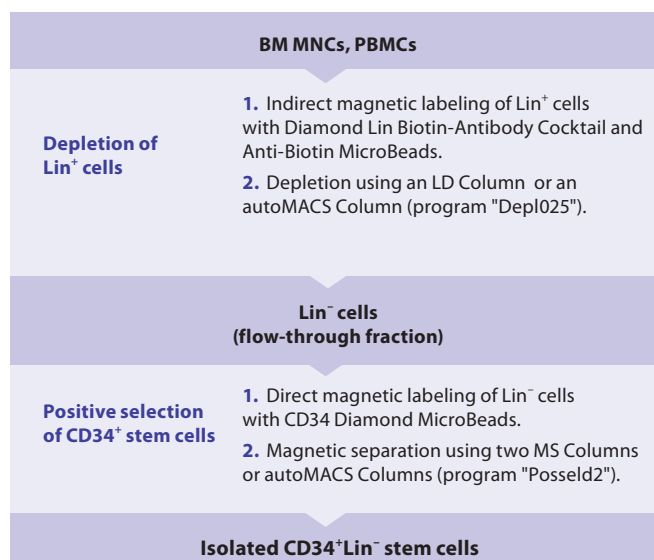 BM MNCs, PBMCs
Depletion of
Lin⁺ cells
1. Indirect magnetic labeling of Lin⁺ cells
with Diamond Lin Biotin-Antibody Cocktail and
Anti-Biotin MicroBeads.
2. Depletion using an LD Column or an
autoMACS Column (program "Depl025").
Lin⁻ cells
(flow-through fraction)
Positive selection
of CD34⁺ stem cells
1. Direct magnetic labeling of Lin⁻ cells
with CD34 Diamond MicroBeads.
2. Magnetic separation using two MS Columns
or autoMACS Columns (program "Posseld2").
Isolated CD34⁺Lin⁻ stem cells